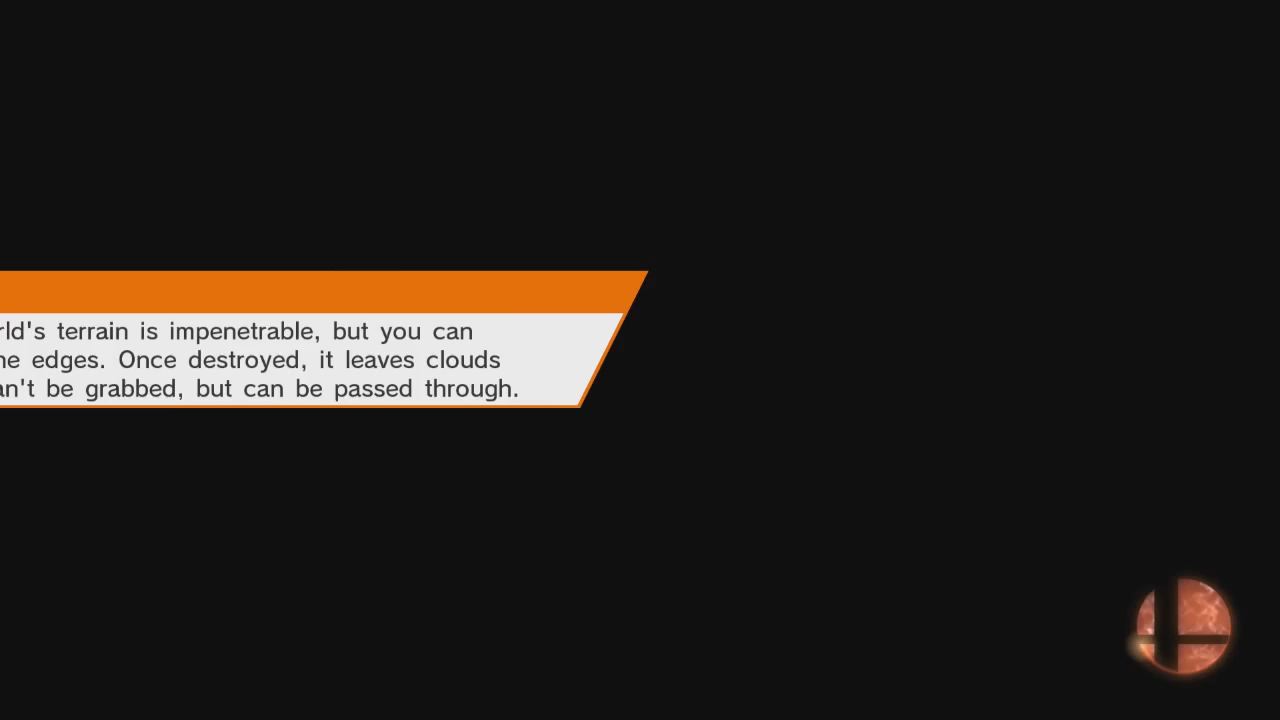 rld's terrain is impenetrable, but you can
he edges. Once destroyed, it leaves clouds
an't be grabbed, but can be passed through.